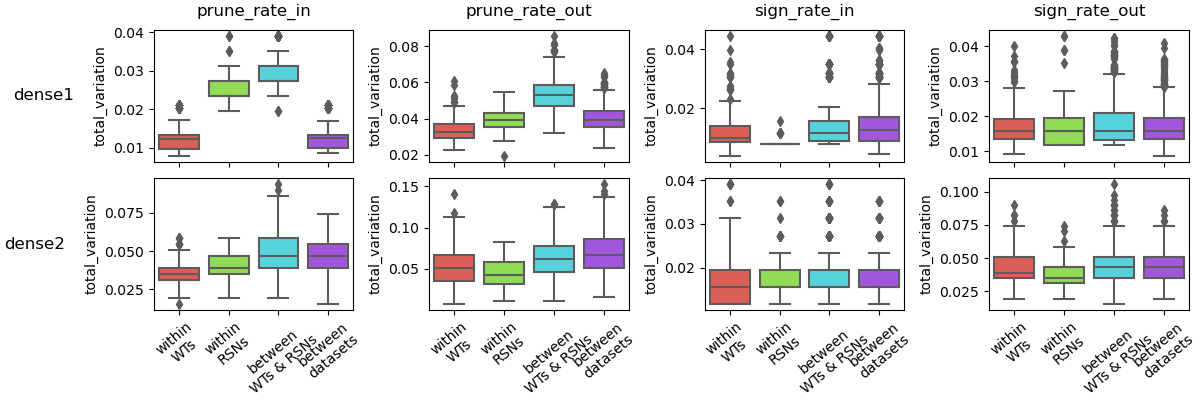 prune_rate_in
prune_rate_out
sign_rate_in
sign_rate_out
dense1
total_variation
0.04
0.03
0.02
0.01
total_variation
0.08
0.06
0.04
0.02
total_variation
0.04
0.02
total_variation
0.04
0.03
0.02
0.01
dense2
total_variation
0.075
0.050
0.025
total_variation
0.15
0.10
0.05
total_variation
0.04
0.03
0.02
total_variation
0.100
0.075
0.050
0.025
within
WTs
within
RSNs
between
WTs & RSNs
between
datasets
within
WTs
within
RSNs
between
WTs & RSNs
between
datasets
within
WTs
within
RSNs
between
WTs & RSNs
between
datasets
within
WTs
within
RSNs
between
WTs & RSNs
between
datasets